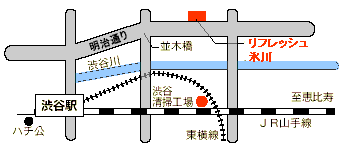 明治通り
並木橋
リフレッシュ
氷川
渋谷川
渋谷駅
渋谷
清掃工場
至恵比寿
ハチ公
東横線
JR山手線